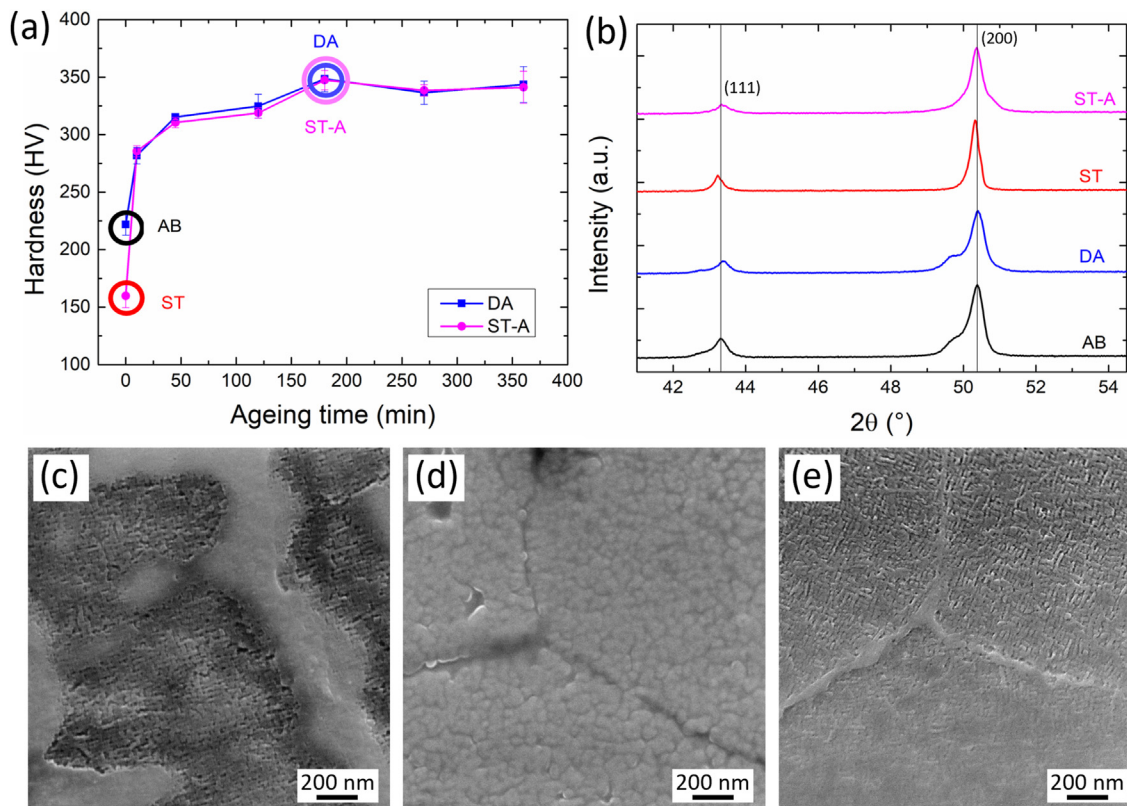 (a)
400
350
300
250
200
150
100
Hardness (HV)
DA
ST-A
AB
ST
DA
ST-A
0
50
100
150
200
250
300
350
400
Ageing time (min)
(b)
(111)
(200)
ST-A
ST
DA
AB
Intensity (a.u.)
42
44
46
48
50
52
54
2θ (°)
(c)
200 nm
(d)
200 nm
(e)
200 nm